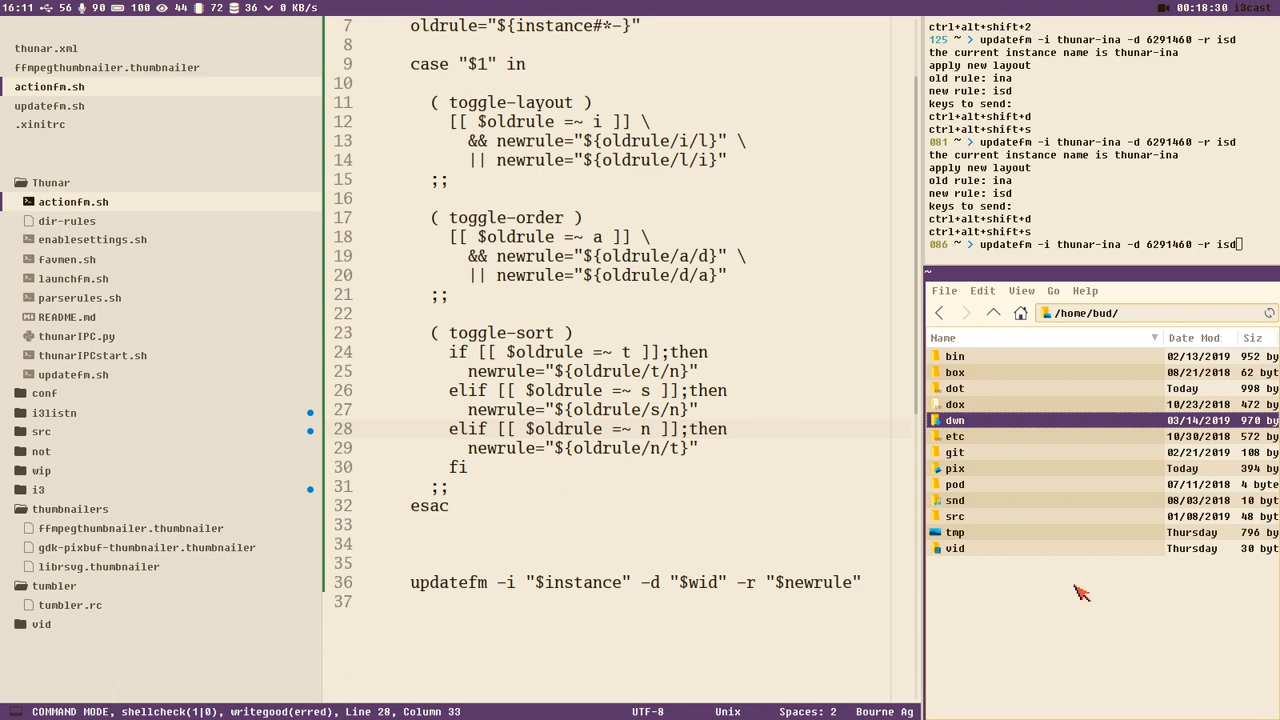 16:11 56 90 100 44 72 36 0 KB/s 00:18:30 i3cast
thunar.xml
ffmpegthumbnailer.thumbnailer
actionfm.sh
updatefm.sh
.xinitrc
Thunar
actionfm.sh
dir-rules
enablesettings.sh
favmen.sh
launchfm.sh
parserules.sh
README.md
thunarIPC.py
thunarIPCstart.sh
updatefm.sh
conf
i3listn
src
not
wip
i3
thumbnailers
ffmpegthumbnailer.thumbnailer
gdk-pixbuf-thumbnailer.thumbnailer
librsvg.thumbnailer
tumbler
tumbler.rc
vid
7 oldrule="${instance#*-}"
8
9 case "$1" in
10
11 ( toggle-layout )
12 [[ $oldrule =~ i ]] \
13 && newrule="${oldrule/i/l}" \
14 || newrule="${oldrule/l/i}"
15 ;;
16
17 ( toggle-order )
18 [[ $oldrule =~ a ]] \
19 && newrule="${oldrule/a/d}" \
20 || newrule="${oldrule/d/a}"
21 ;;
22
23 ( toggle-sort )
24 if [[ $oldrule =~ t ]];then
25 newrule="${oldrule/t/n}"
26 elif [[ $oldrule =~ s ]];then
27 newrule="${oldrule/s/n}"
28 elif [[ $oldrule =~ n ]];then
29 newrule="${oldrule/n/t}"
30 fi
31 ;;
32 esac
33
34
35
36 updatefm -i "$instance" -d "$wid" -r "$newrule"
37
ctrl+alt+shift+2
125 ~ > updatefm -i thunar-ina -d 6291460 -r isd
the current instance name is thunar-ina
apply new layout
old rule: ina
new rule: isd
keys to send:
ctrl+alt+shift+d
ctrl+alt+shift+s
081 ~ > updatefm -i thunar-ina -d 6291460 -r isd
the current instance name is thunar-ina
apply new layout
old rule: ina
new rule: isd
keys to send:
ctrl+alt+shift+d
ctrl+alt+shift+s
086 ~ > updatefm -i thunar-ina -d 6291460 -r isd
~
File Edit View Go Help
/home/bud/
Name Date Mod: Siz
bin 02/13/2019 952 by
box 08/21/2018 62 byt
dot Today 998 by
dox 10/23/2018 472 by
dwn 03/14/2019 970 by
etc 10/30/2018 572 by
git 02/21/2019 108 by
pix Today 394 by
pod 07/11/2018 4 byte
snd 08/03/2018 10 byt
src 01/08/2019 48 byt
tmp Thursday 796 by
vid Thursday 30 byt
COMMAND MODE, shellcheck(1|0), writegood(erred), Line 28, Column 33 UTF-8 Unix Spaces: 2 Bourne Ag